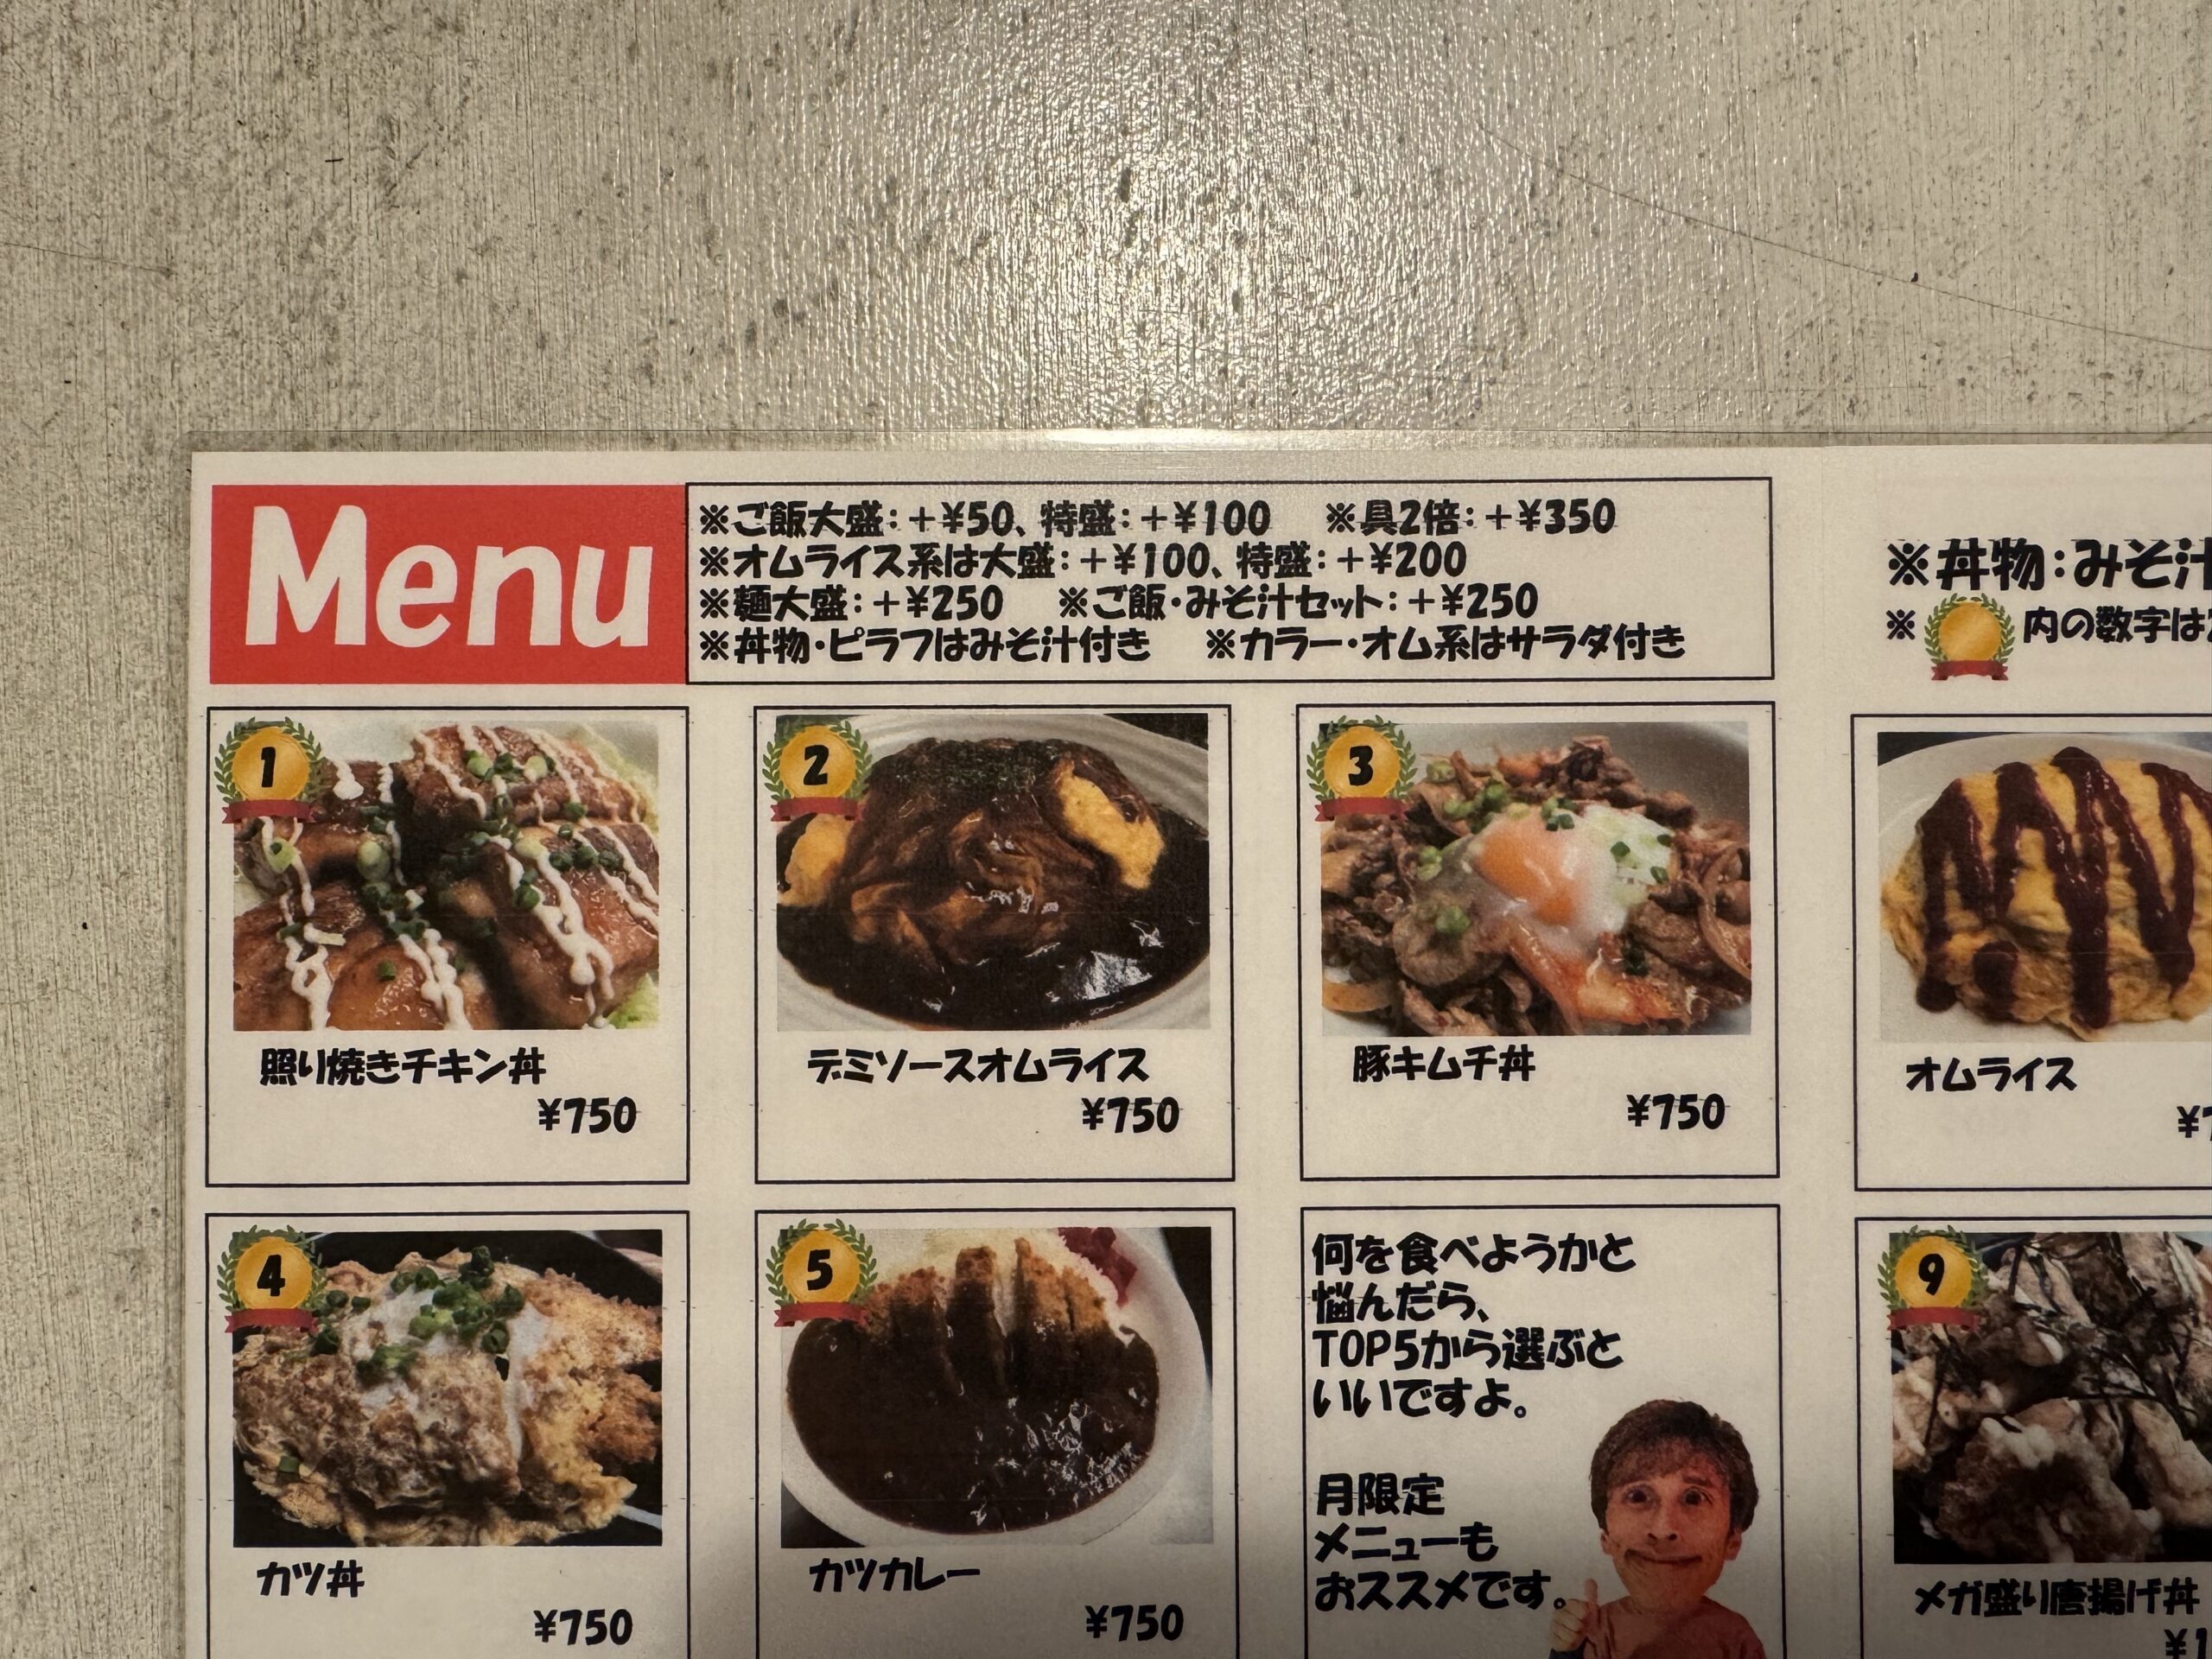 Menu
※ご飯大盛:+¥50、特盛:+¥100 ※具2倍:+¥350
※オムライス系は大盛:+¥100、特盛:+¥200
※麺大盛:+¥250 ※ご飯・みそ汁セット:+¥250
※丼物・ピラフはみそ汁付き ※カラー・オム系はサラダ付き
※丼物:みそ汁
※ 内の数字は
1
照り焼きチキン丼
¥750
2
デミソースオムライス
¥750
3
豚キムチ丼
¥750
オムライス
¥7
4
カツ丼
¥750
5
カツカレー
¥750
何を食べようかと
悩んだら、
TOP5から選ぶと
いいですよ。
月限定
メニューも
おススメです。
9
メガ盛り唐揚げ丼
¥1